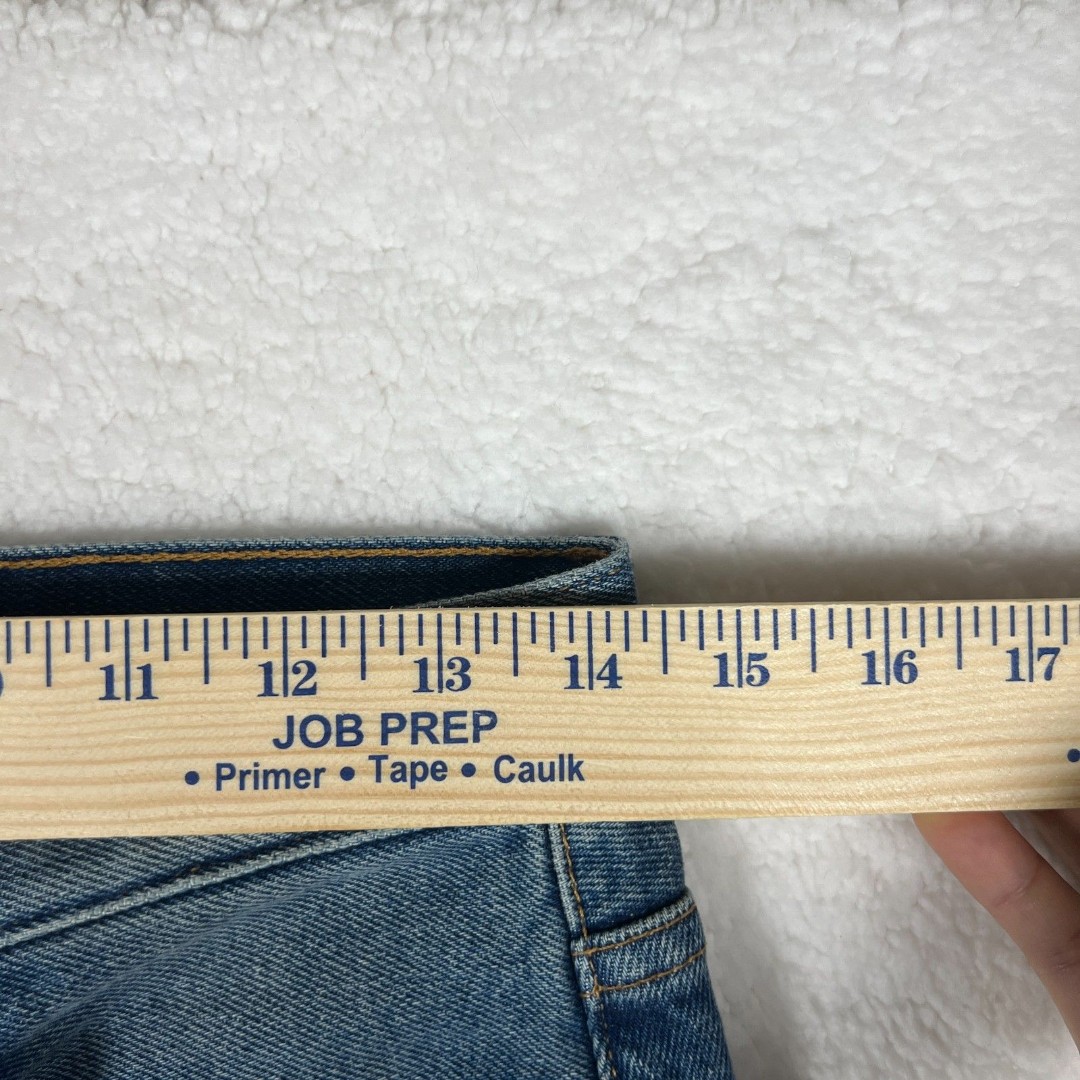 11 12 13 14 15 16 17
JOB PREP
• Primer • Tape • Caulk